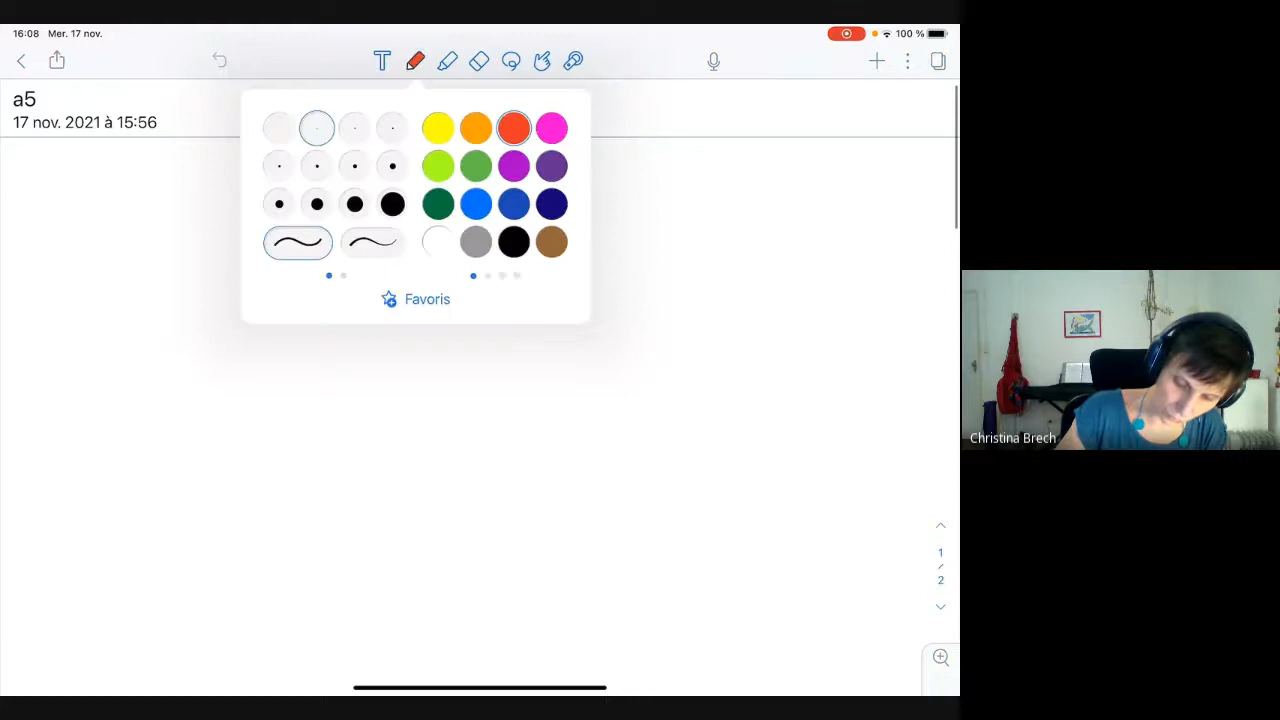 16:08 Mer. 17 nov.
100 %
T
a5
17 nov. 2021 à 15:56
Favoris
Christina Brech
1
/
2